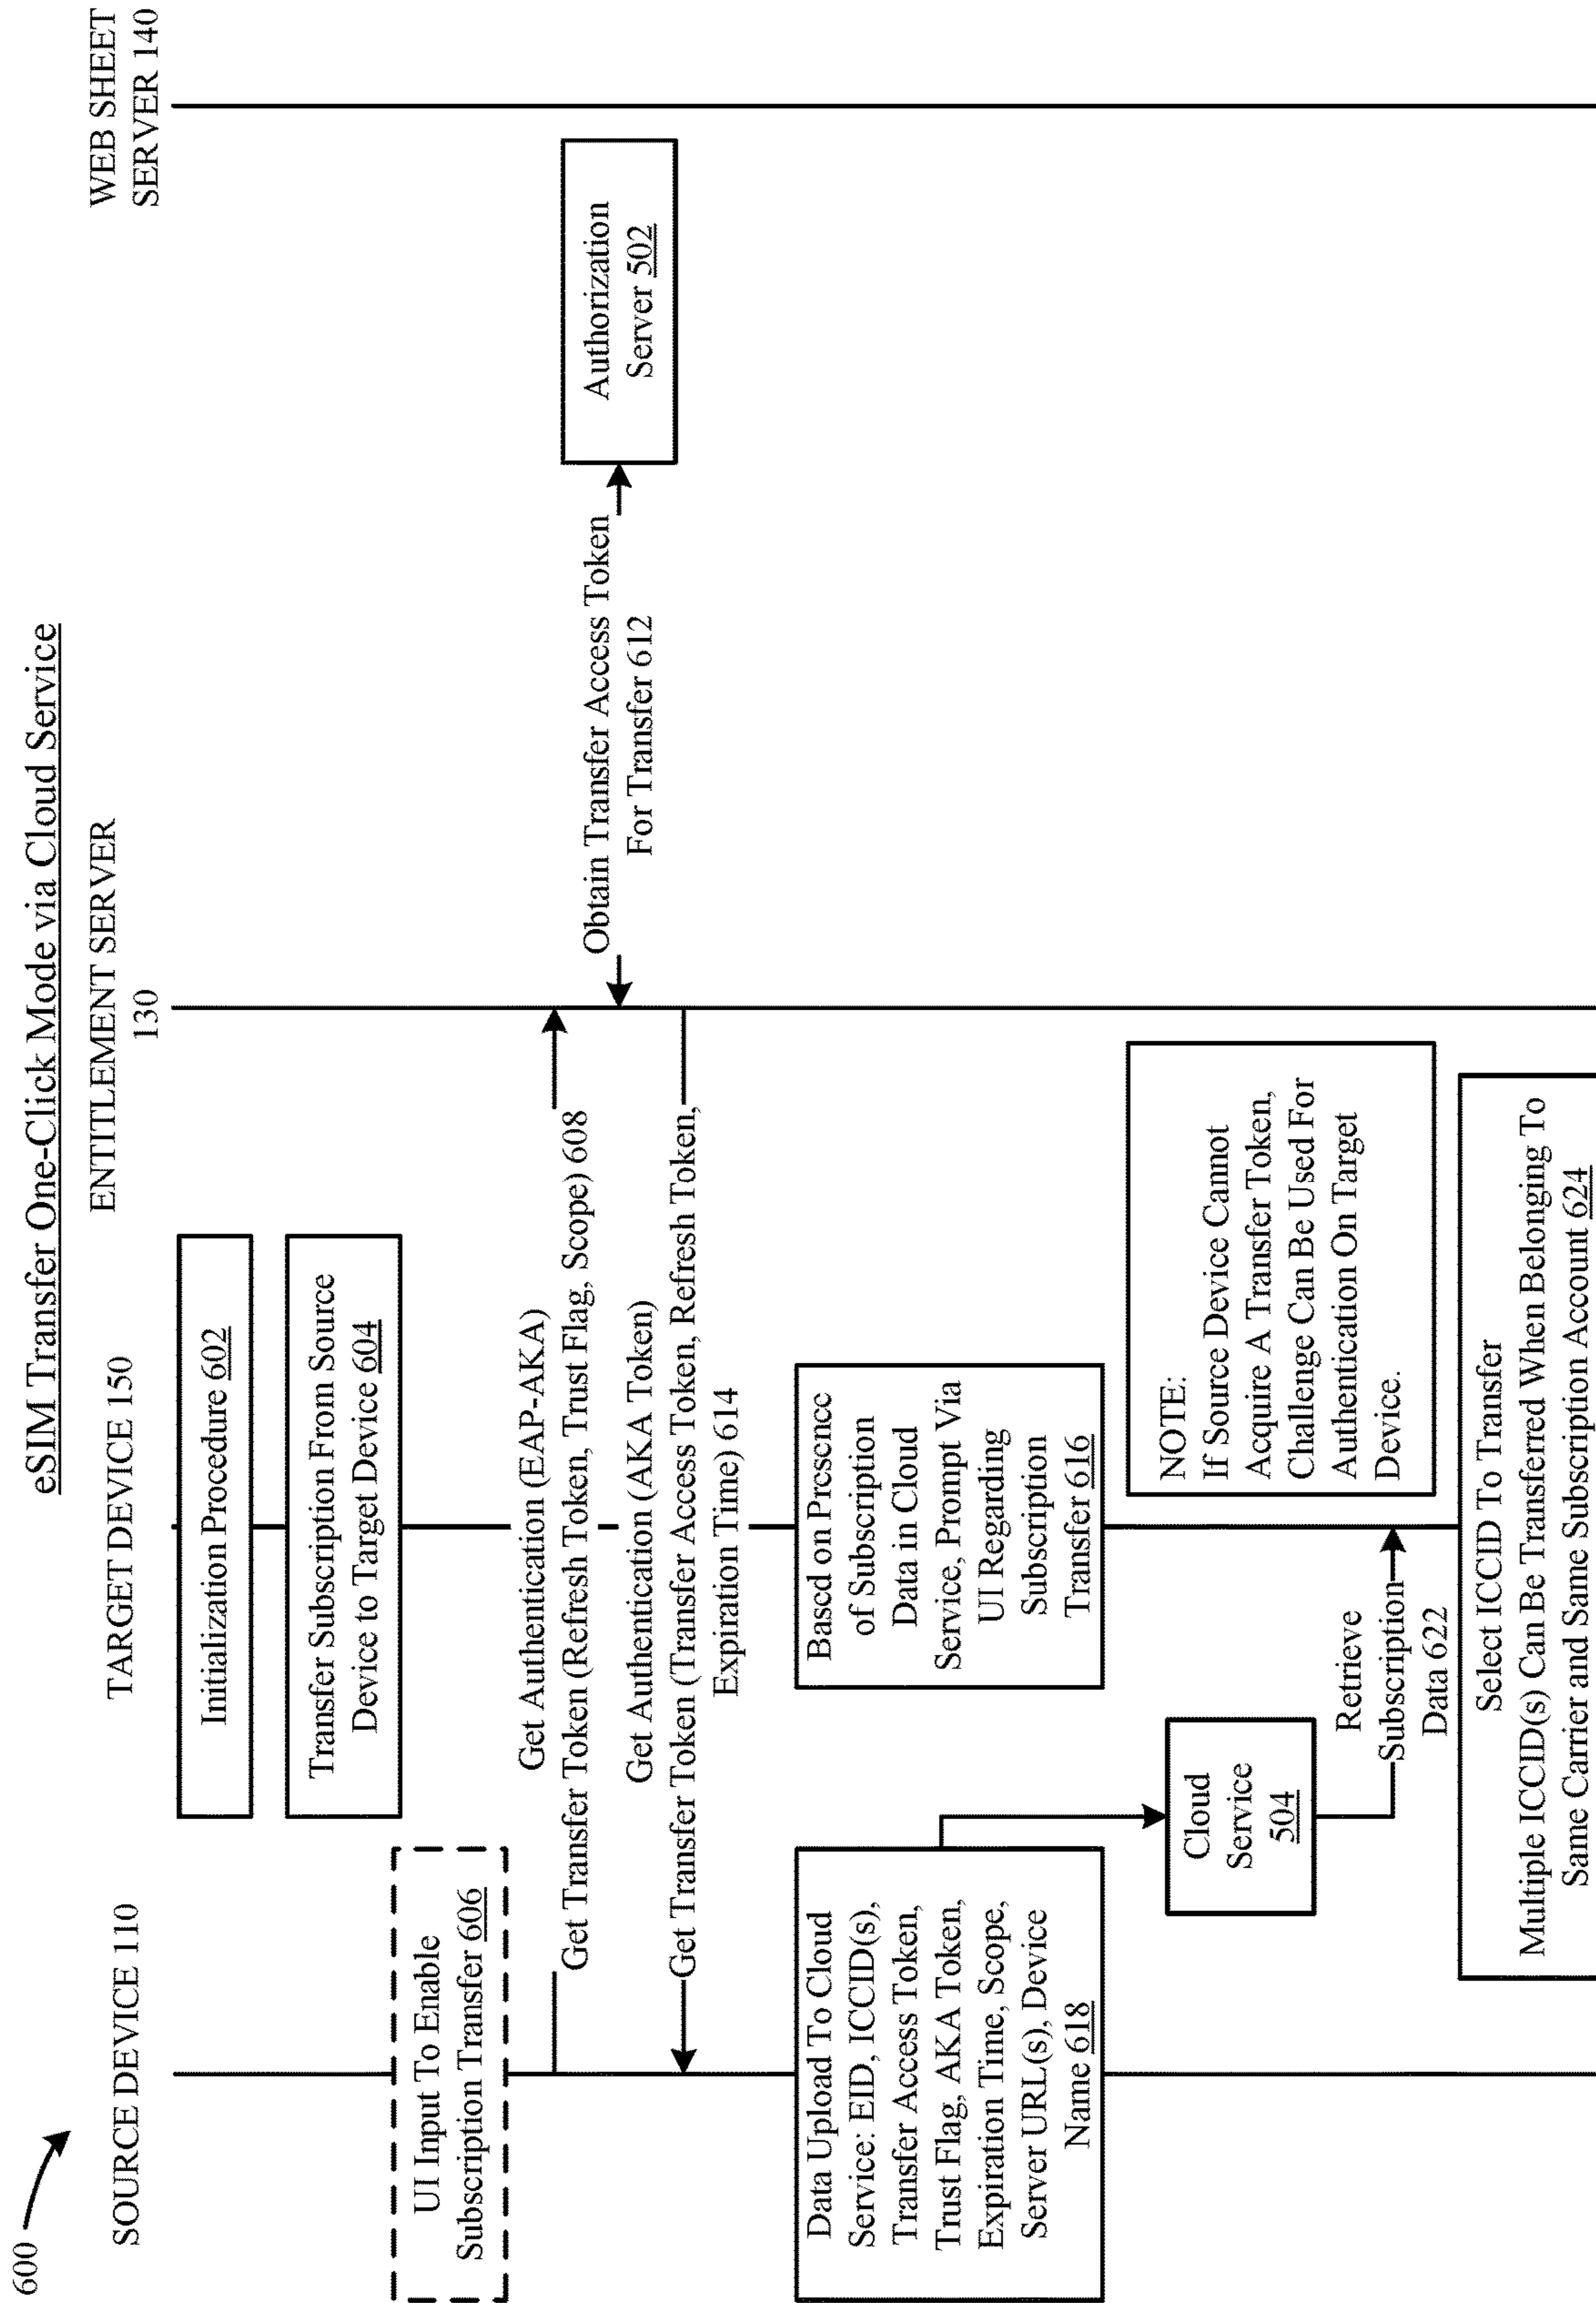 600
eSIM Transfer One-Click Mode via Cloud Service
SOURCE DEVICE 110
TARGET DEVICE 150
ENTITLEMENT SERVER
130
WEB SHEET
SERVER 140
Initialization Procedure 602
Transfer Subscription From Source
Device to Target Device 604
UI Input To Enable
Subscription Transfer 606
Get Authentication (EAP-AKA)
Get Transfer Token (Refresh Token, Trust Flag, Scope) 608
Obtain Transfer Access Token
For Transfer 612
Authorization
Server 502
Get Authentication (AKA Token)
Get Transfer Token (Transfer Access Token, Refresh Token,
Expiration Time) 614
Data Upload To Cloud
Service: EID, ICCID(s),
Transfer Access Token,
Trust Flag, AKA Token,
Expiration Time, Scope,
Server URL(s), Device
Name 618
Based on Presence
of Subscription
Data in Cloud
Service, Prompt Via
UI Regarding
Subscription
Transfer 616
Cloud
Service
504
Retrieve
Subscription
Data 622
NOTE:
If Source Device Cannot
Acquire A Transfer Token,
Challenge Can Be Used For
Authentication On Target
Device.
Select ICCID To Transfer
Multiple ICCID(s) Can Be Transferred When Belonging To
Same Carrier and Same Subscription Account 624